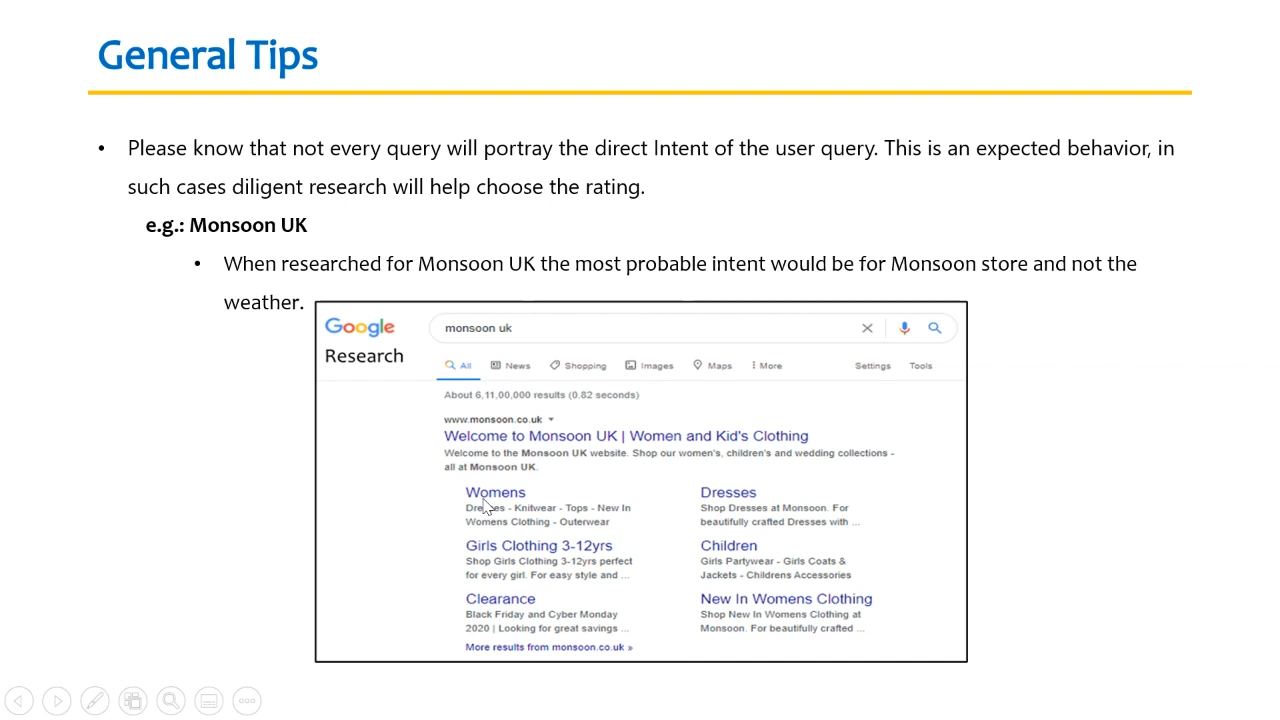 General Tips
• Please know that not every query will portray the direct Intent of the user query. This is an expected behavior, in
such cases diligent research will help choose the rating.
e.g.: Monsoon UK
• When researched for Monsoon UK the most probable intent would be for Monsoon store and not the
weather.
Google
Research
monsoon uk
All News Shopping Images Maps More Settings Tools
About 6,11,00,000 results (0.82 seconds)
www.monsoon.co.uk
Welcome to Monsoon UK | Women and Kid's Clothing
Welcome to the Monsoon UK website. Shop our women's, children's and wedding collections -
all at Monsoon UK.
Womens
Dresses - Knitwear - Tops - New In
Womens Clothing - Outerwear
Dresses
Shop Dresses at Monsoon. For
beautifully crafted Dresses with ...
Girls Clothing 3-12yrs
Shop Girls Clothing 3-12yrs perfect
for every girl. For easy style and ...
Children
Girls Partywear - Girls Coats &
Jackets - Childrens Accessories
Clearance
Black Friday and Cyber Monday
2020 | Looking for great savings ...
New In Womens Clothing
Shop New In Womens Clothing at
Monsoon. For beautifully crafted ...
More results from monsoon.co.uk »